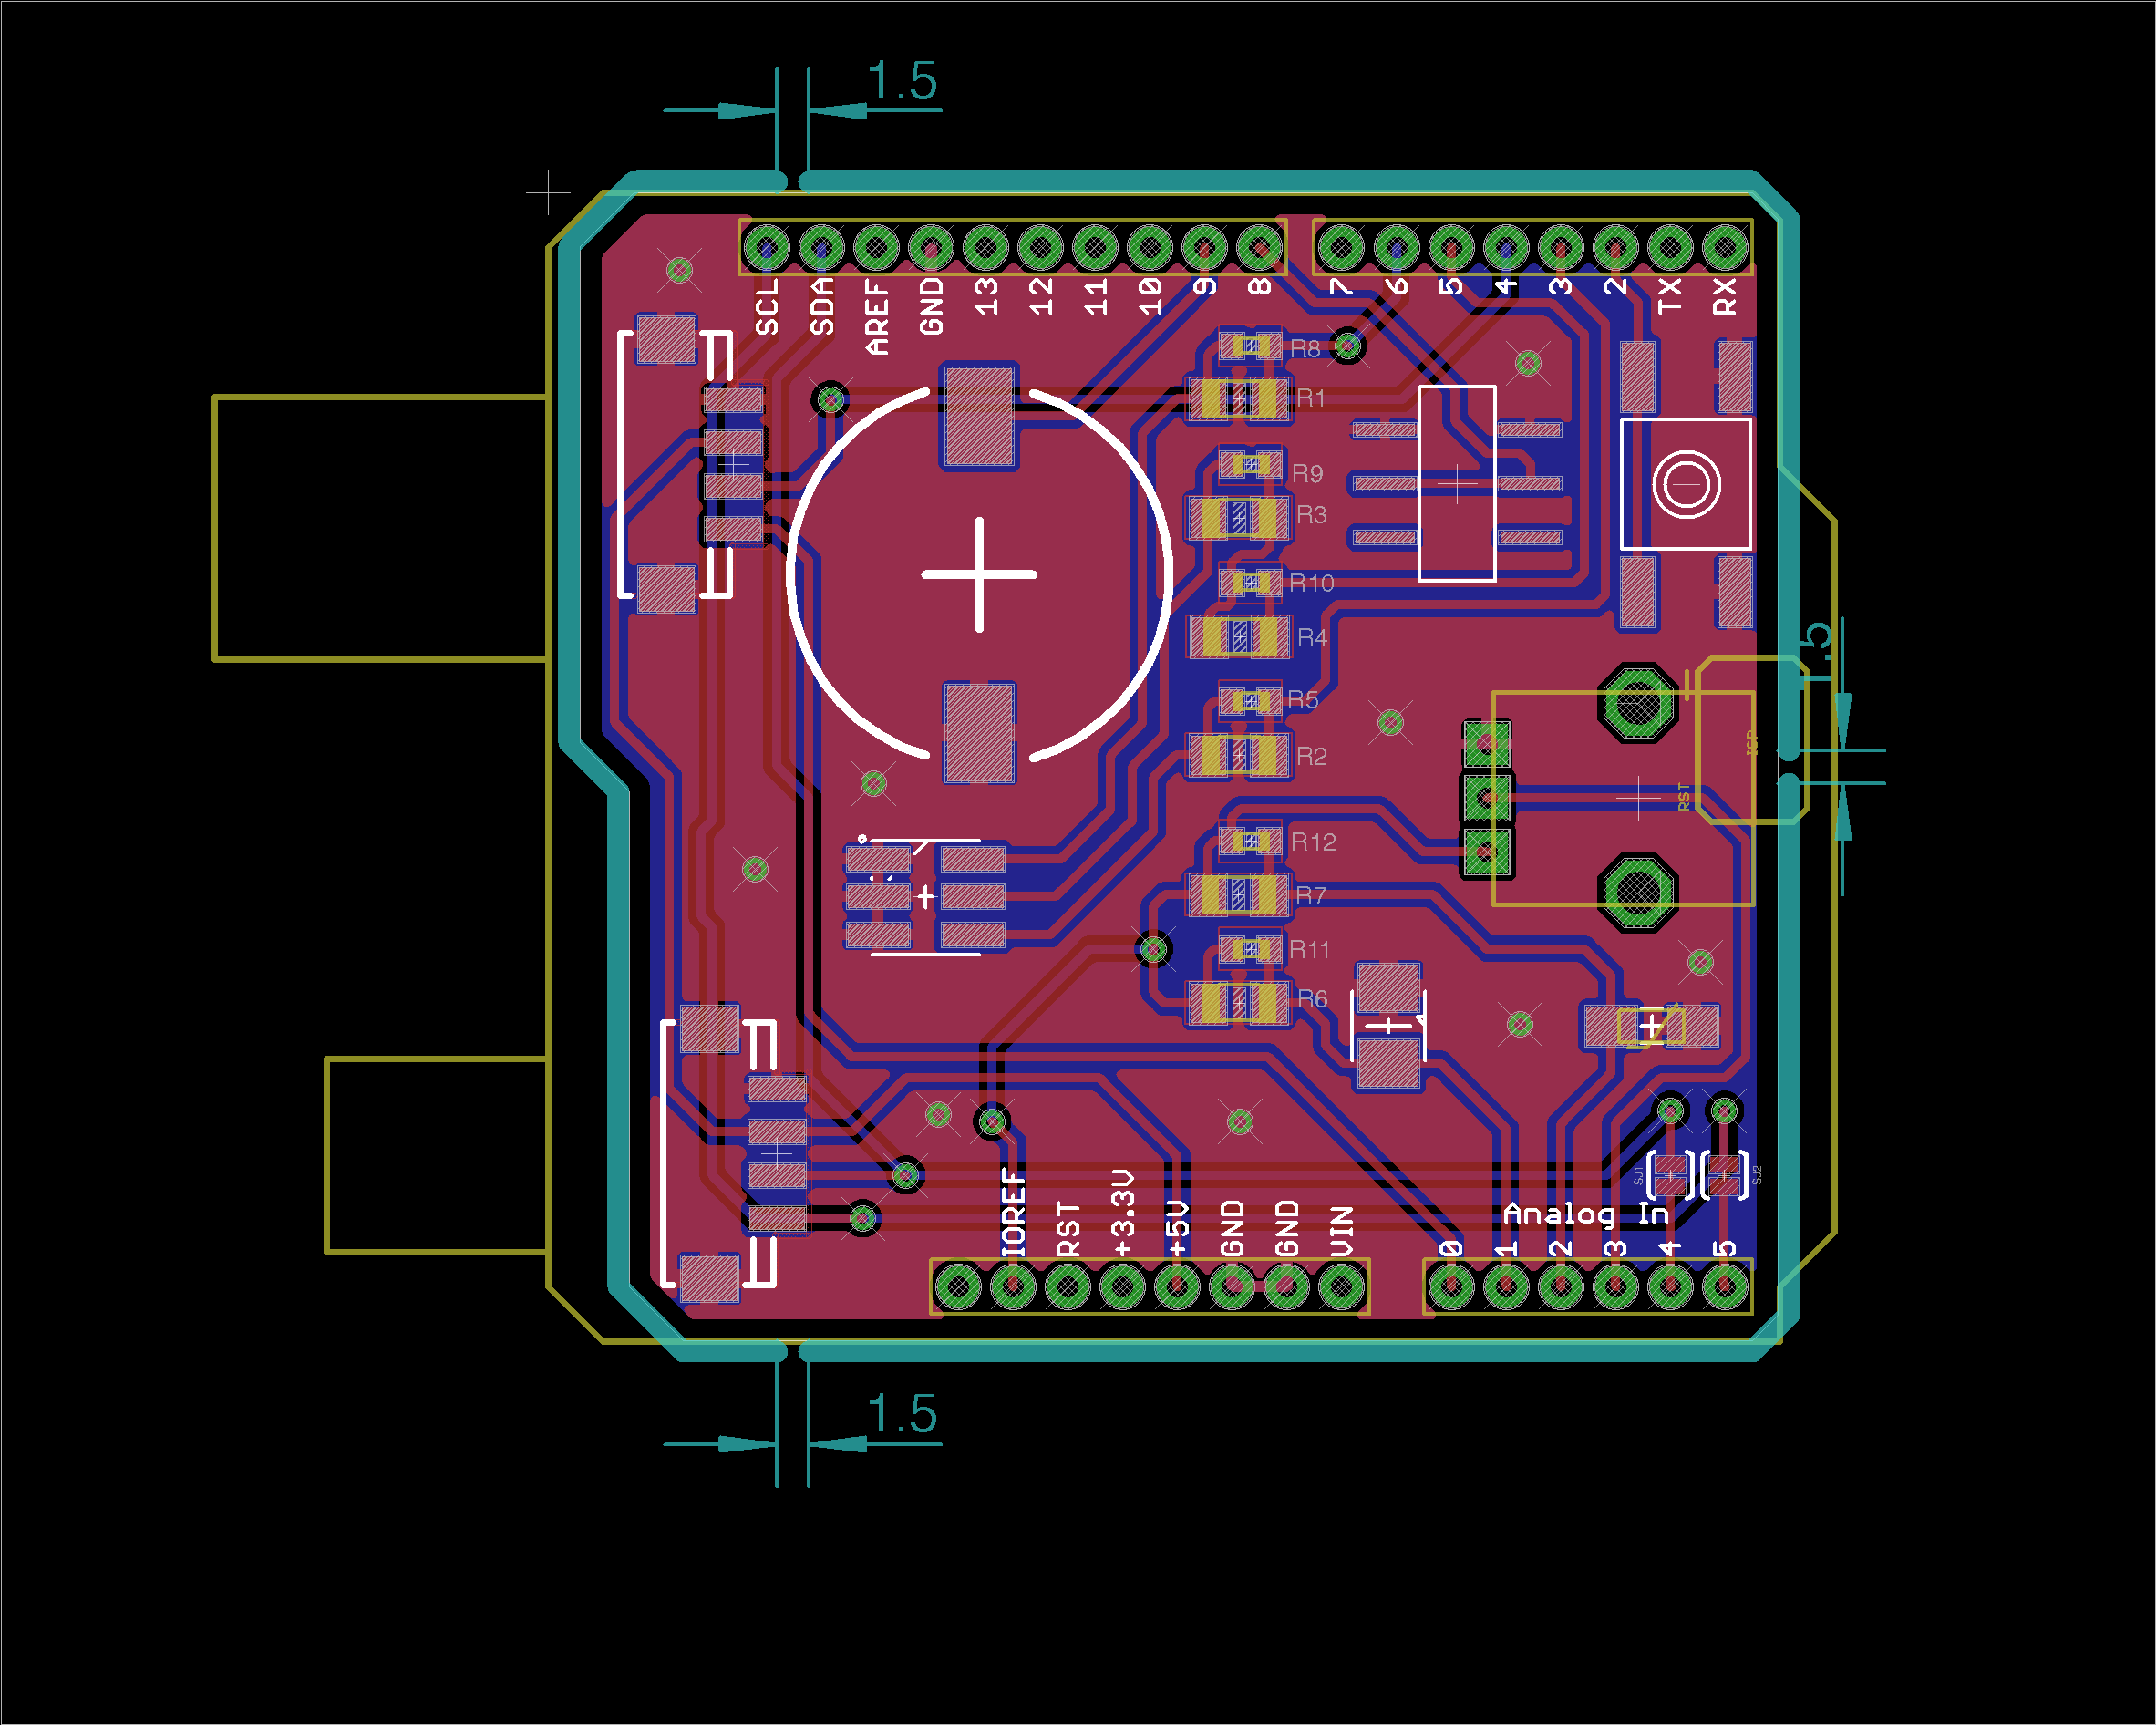 1.5
SCL
SDA
AREF
GND
13
12
11
10
9
8
7
6
5
4
3
2
TX
RX
R8
R1
R9
R3
R10
R4
1.5
R5
R2
ICP
RST
R12
R7
R11
R6
SJ1
SJ2
IOREF
RST
+3.3V
+5V
GND
GND
VIN
Analog In
0
1
2
3
4
5
1.5